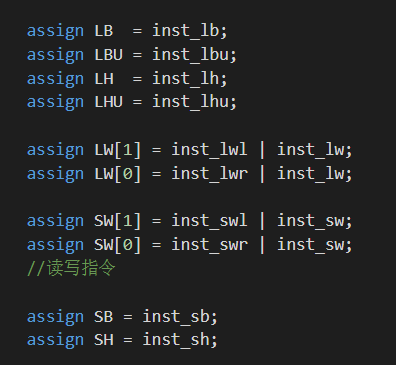 assign LB  = inst_lb;
assign LBU = inst_lbu;
assign LH  = inst_lh;
assign LHU = inst_lhu;
assign LW[1] = inst_lwl | inst_lw;
assign LW[0] = inst_lwr | inst_lw;
assign SW[1] = inst_swl | inst_sw;
assign SW[0] = inst_swr | inst_sw;
//读写指令
assign SB = inst_sb;
assign SH = inst_sh;